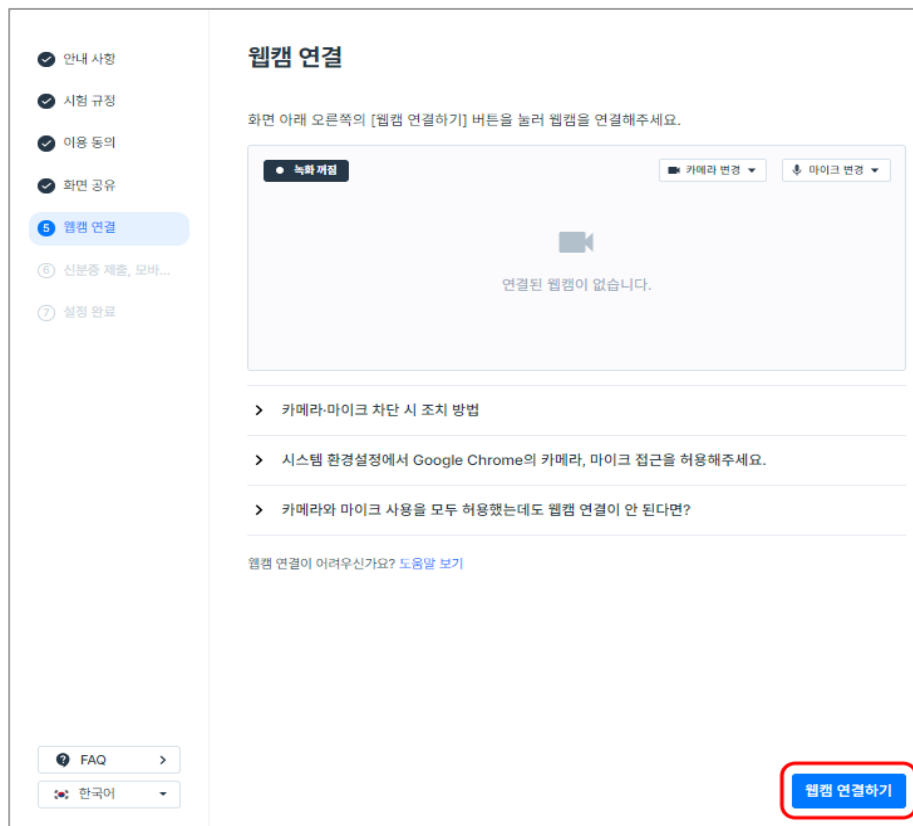 안내 사항
시험 규정
이용 동의
화면 공유
5 웹캠 연결
6 신분증 제출, 모바...
7 설정 완료
웹캠 연결
화면 아래 오른쪽의 [웹캠 연결하기] 버튼을 눌러 웹캠을 연결해주세요.
녹화 꺼짐
카메라 변경
마이크 변경
연결된 웹캠이 없습니다.
카메라·마이크 차단 시 조치 방법
시스템 환경설정에서 Google Chrome의 카메라, 마이크 접근을 허용해주세요.
카메라와 마이크 사용을 모두 허용했는데도 웹캠 연결이 안 된다면?
웹캠 연결이 어려우신가요? 도움말 보기
? FAQ
한국어
웹캠 연결하기